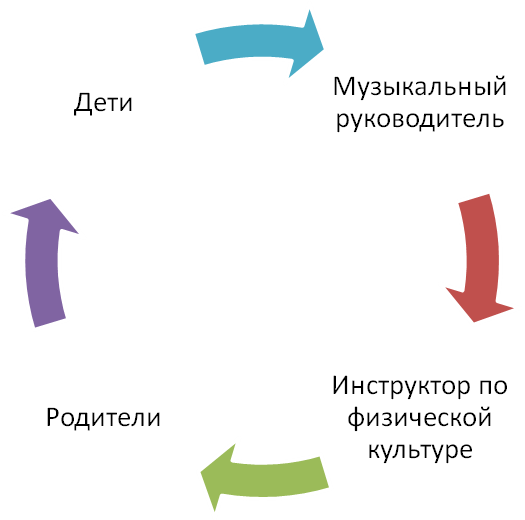 Дети
Музыкальный
руководитель
Инструктор по
физической
культуре
Родители